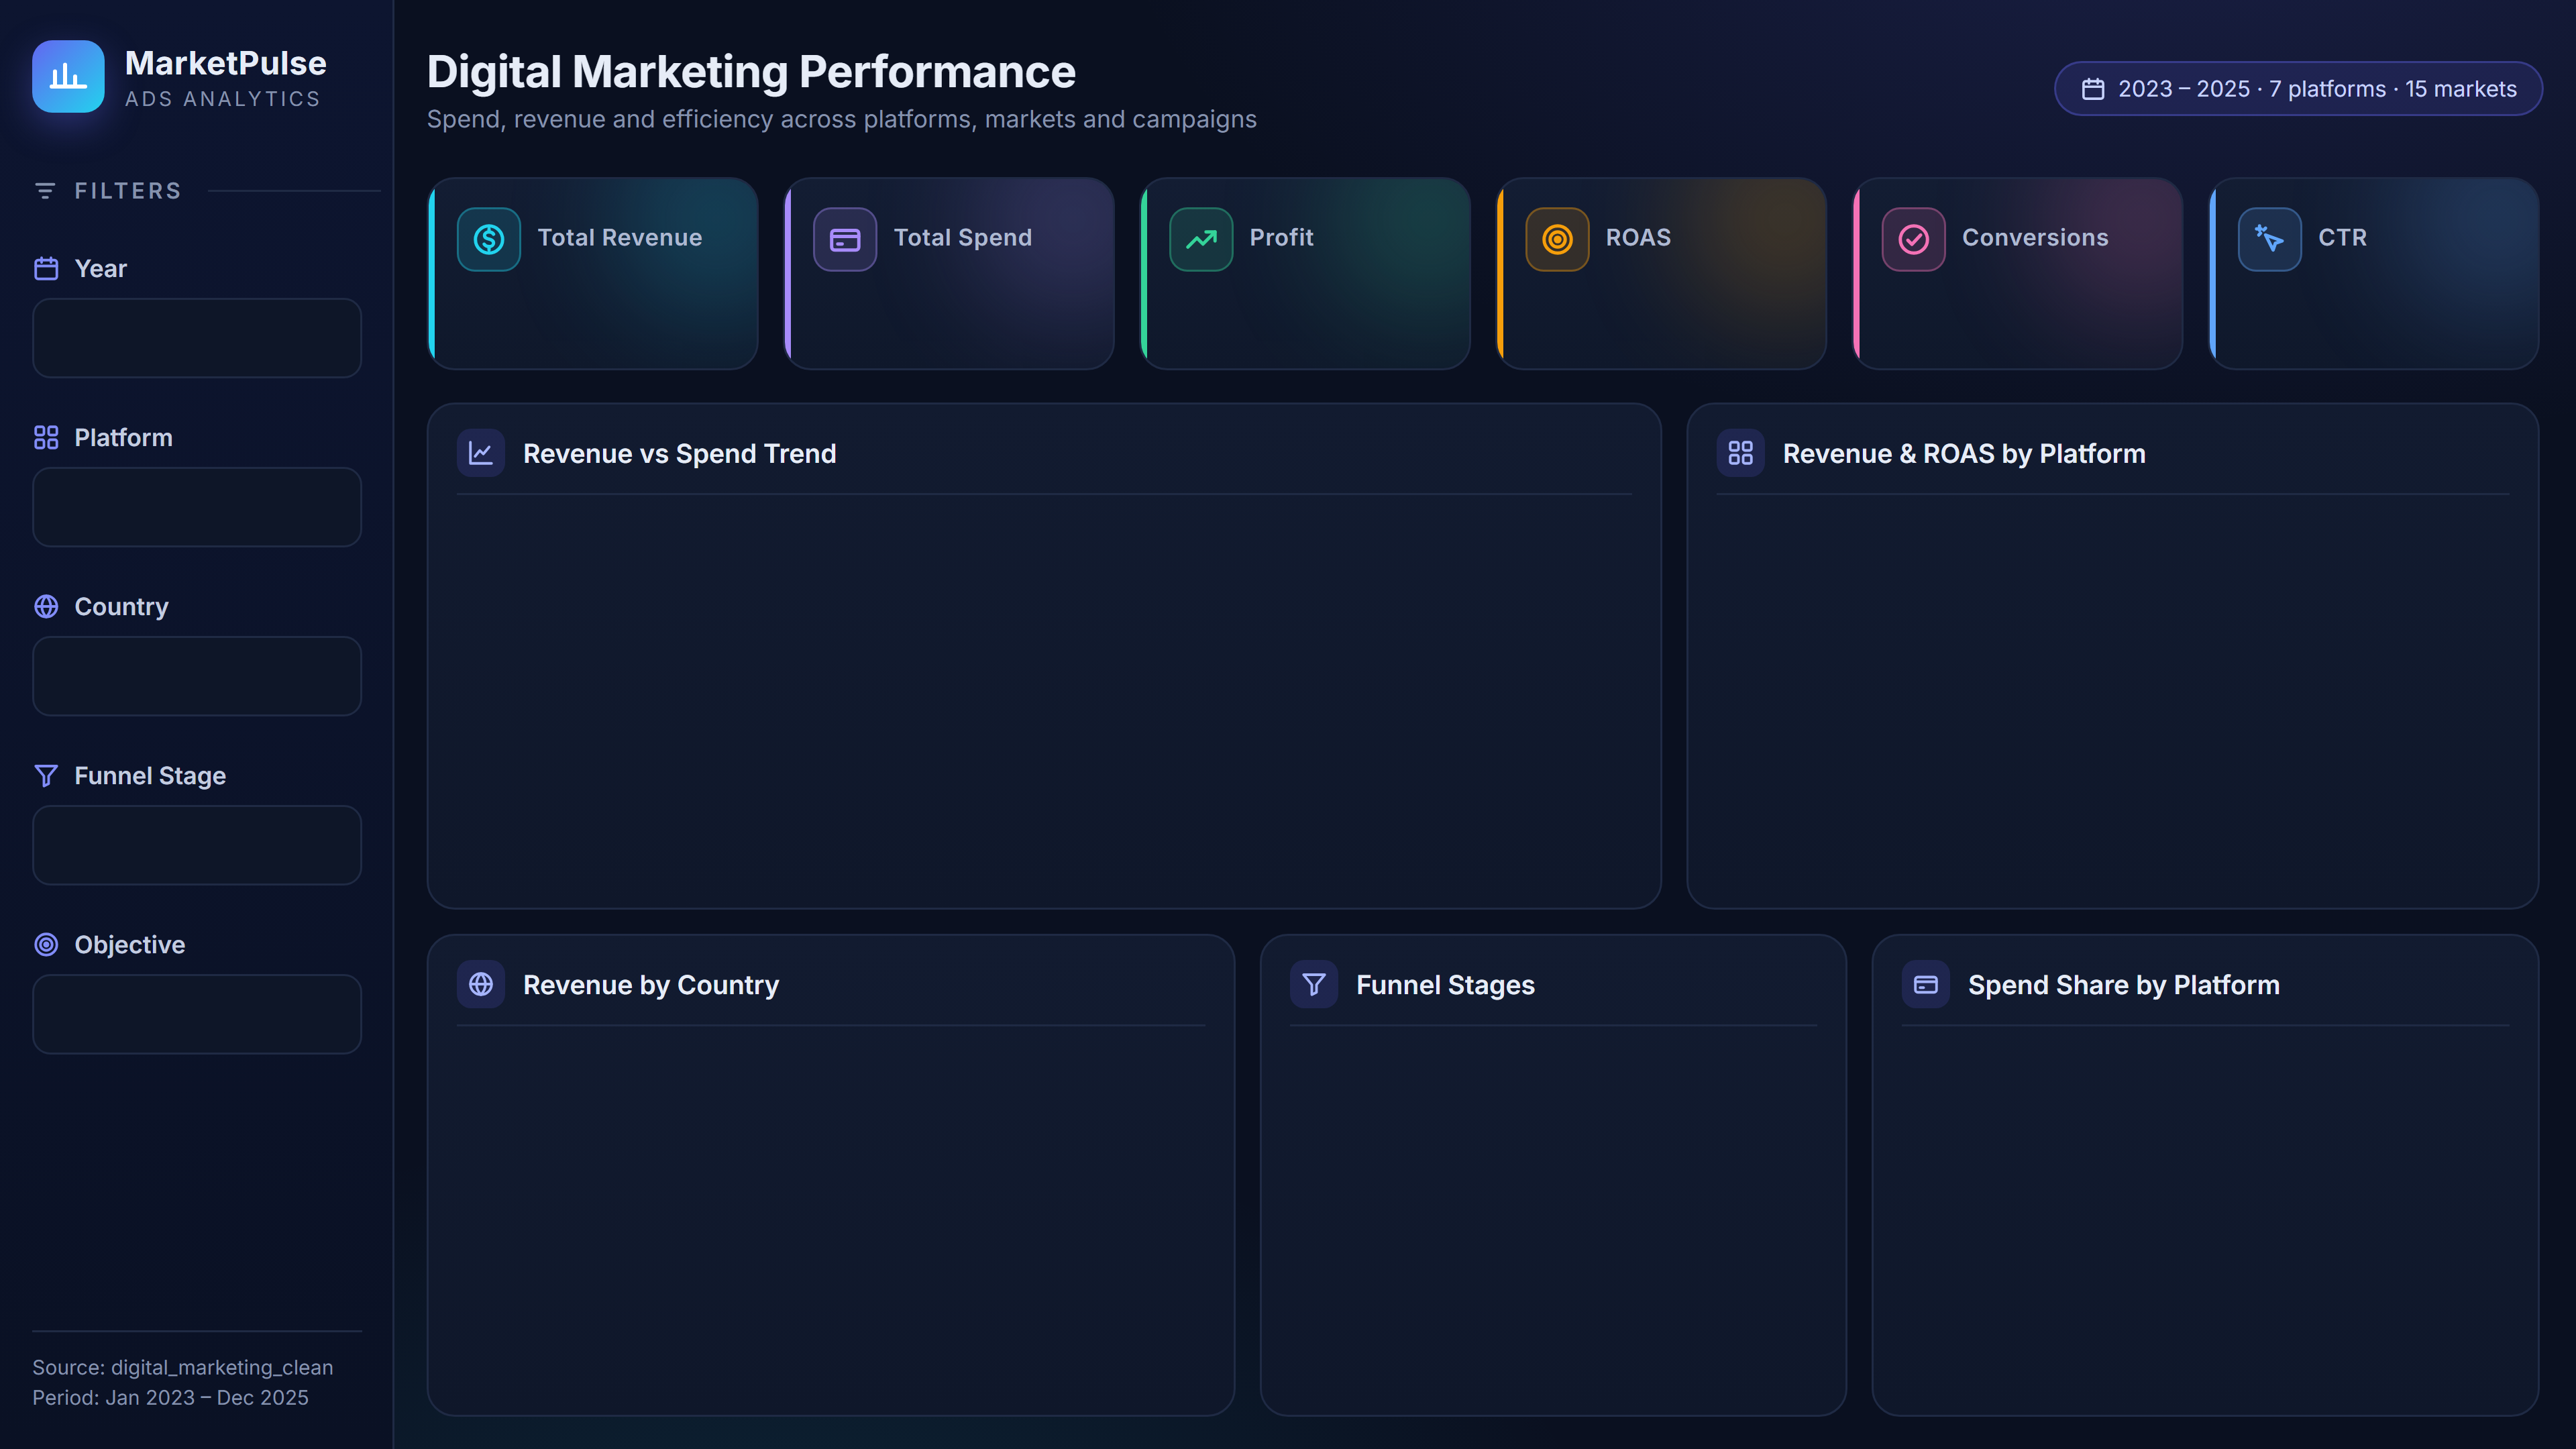 MarketPulse
ADS ANALYTICS
FILTERS
Year
Platform
Country
Funnel Stage
Objective
Source: digital_marketing_clean
Period: Jan 2023 – Dec 2025
Digital Marketing Performance
Spend, revenue and efficiency across platforms, markets and campaigns
2023 – 2025 · 7 platforms · 15 markets
Total Revenue
Total Spend
Profit
ROAS
Conversions
CTR
Revenue vs Spend Trend
Revenue & ROAS by Platform
Revenue by Country
Funnel Stages
Spend Share by Platform